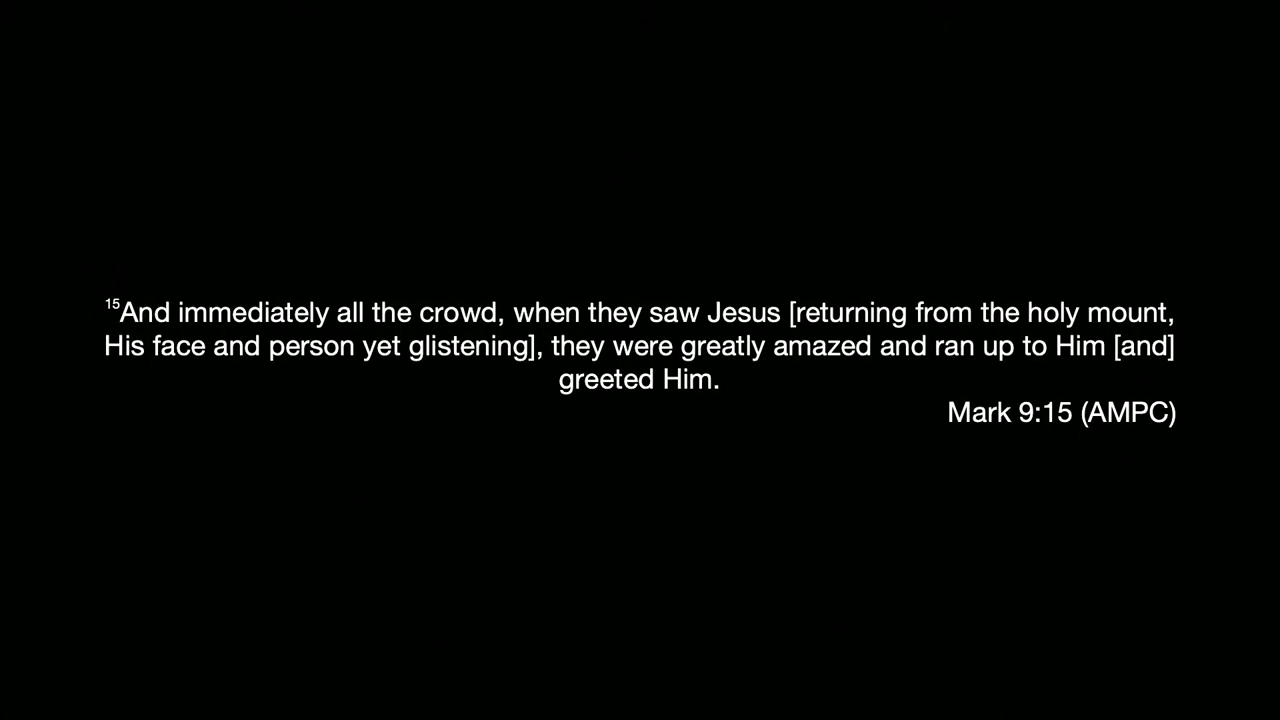 15And immediately all the crowd, when they saw Jesus [returning from the holy mount,
His face and person yet glistening], they were greatly amazed and ran up to Him [and]
greeted Him.
Mark 9:15 (AMPC)